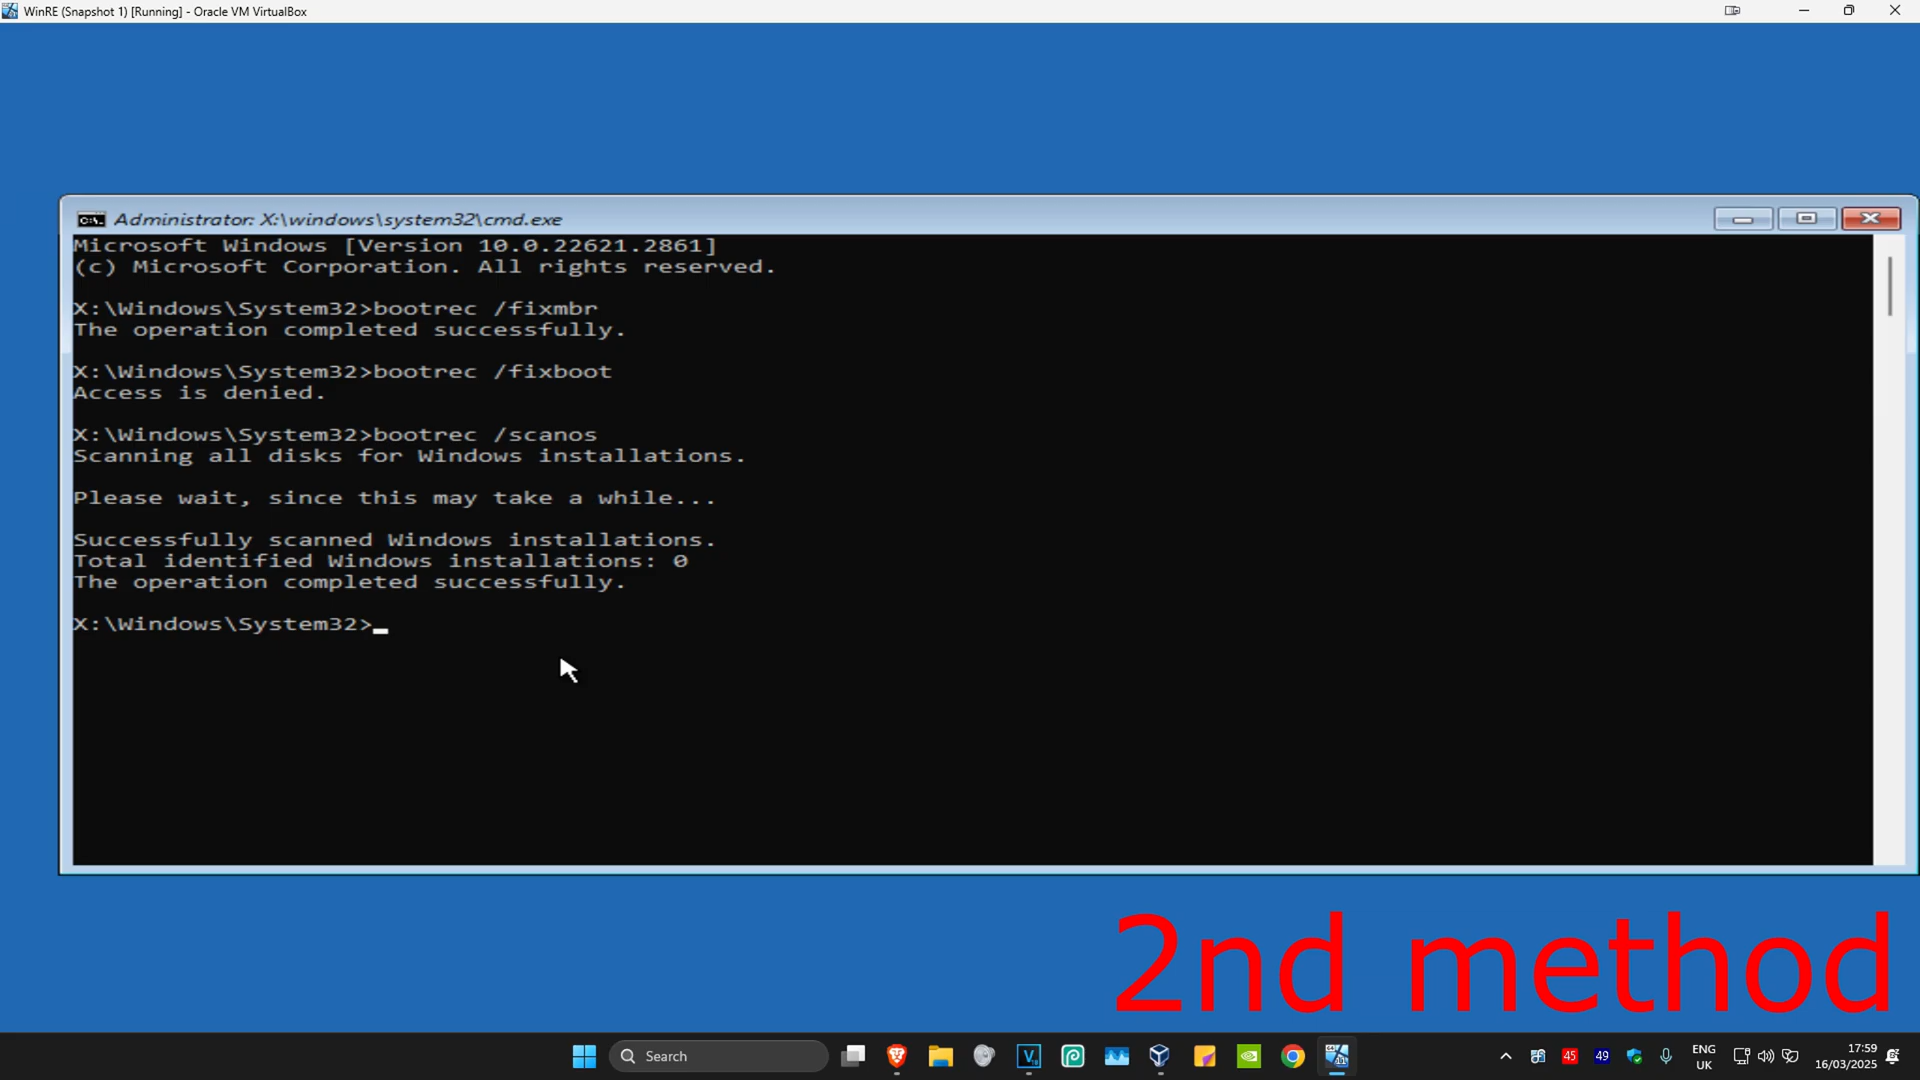 WinRE (Snapshot 1) [Running] - Oracle VM VirtualBox
Administrator: X:\windows\system32\cmd.exe
Microsoft Windows [Version 10.0.22621.2861]
(c) Microsoft Corporation. All rights reserved.
X:\Windows\System32>bootrec /fixmbr
The operation completed successfully.
X:\Windows\System32>bootrec /fixboot
Access is denied.
X:\Windows\System32>bootrec /scanos
Scanning all disks for Windows installations.
Please wait, since this may take a while...
Successfully scanned Windows installations.
Total identified Windows installations: 0
The operation completed successfully.
X:\Windows\System32>
2nd method
Search
45
49
ENG
UK
17:59
16/03/2025